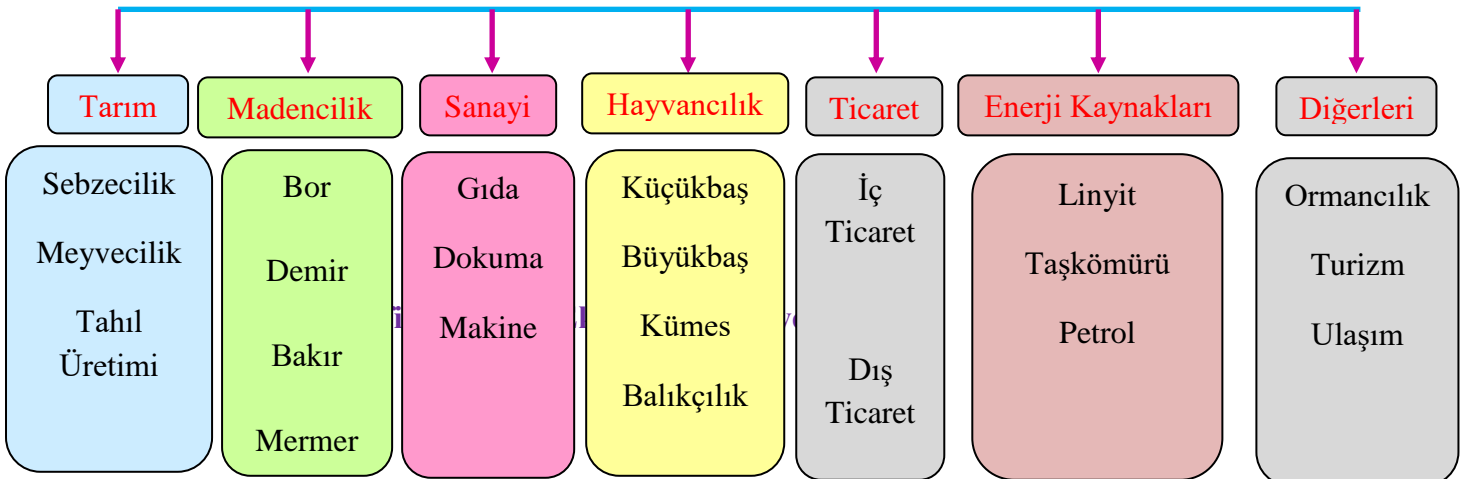 Tarım
Madencilik
Sanayi
Hayvancılık
Ticaret
Enerji Kaynakları
Diğerleri
Sebzecilik
Meyvecilik
Tahıl
Üretimi
Bor
Demir
Bakır
Mermer
Gıda
Dokuma
Makine
Küçükbaş
Büyükbaş
Kümes
Balıkçılık
İç
Ticaret
Dış
Ticaret
Linyit
Taşkömürü
Petrol
Ormancılık
Turizm
Ulaşım